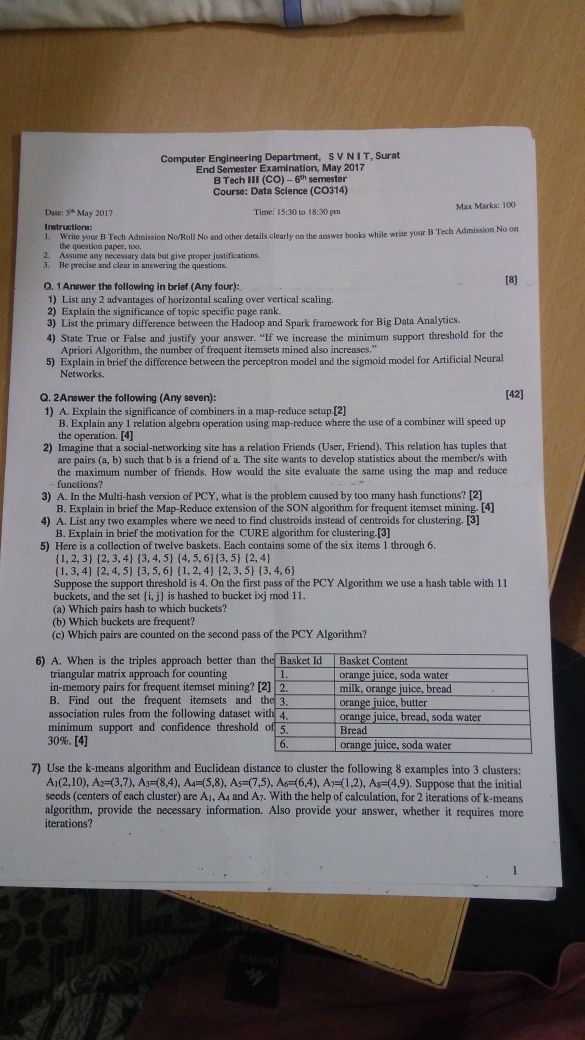 Computer Engineering Department, S V N I T, Surat
End Semester Examination, May 2017
B Tech III (CO) – 6th semester
Course: Data Science (CO314)
Date: 5th May 2017 Time: 15:30 to 18:30 pm Max Marks: 100
Instructions:
1. Write your B Tech Admission No/Roll No and other details clearly on the answer books while write your B Tech Admission No on
the question paper, too.
2. Assume any necessary data but give proper justifications.
3. Be precise and clear in answering the questions.
Q. 1 Answer the following in brief (Any four): [8]
1) List any 2 advantages of horizontal scaling over vertical scaling.
2) Explain the significance of topic specific page rank.
3) List the primary difference between the Hadoop and Spark framework for Big Data Analytics.
4) State True or False and justify your answer. “If we increase the minimum support threshold for the
Apriori Algorithm, the number of frequent itemsets mined also increases.”
5) Explain in brief the difference between the perceptron model and the sigmoid model for Artificial Neural
Networks.
Q. 2Answer the following (Any seven): [42]
1) A. Explain the significance of combiners in a map-reduce setup.[2]
B. Explain any 1 relation algebra operation using map-reduce where the use of a combiner will speed up
the operation. [4]
2) Imagine that a social-networking site has a relation Friends (User, Friend). This relation has tuples that
are pairs (a, b) such that b is a friend of a. The site wants to develop statistics about the member/s with
the maximum number of friends. How would the site evaluate the same using the map and reduce
functions?
3) A. In the Multi-hash version of PCY, what is the problem caused by too many hash functions? [2]
B. Explain in brief the Map-Reduce extension of the SON algorithm for frequent itemset mining. [4]
4) A. List any two examples where we need to find clustroids instead of centroids for clustering. [3]
B. Explain in brief the motivation for the CURE algorithm for clustering.[3]
5) Here is a collection of twelve baskets. Each contains some of the six items 1 through 6.
{1, 2, 3} {2, 3, 4} {3, 4, 5} {4, 5, 6}{3, 5} {2, 4}
{1, 3, 4} {2, 4, 5} {3, 5, 6} {1, 2, 4} {2, 3, 5} {3, 4, 6}
Suppose the support threshold is 4. On the first pass of the PCY Algorithm we use a hash table with 11
buckets, and the set {i, j} is hashed to bucket ixj mod 11.
(a) Which pairs hash to which buckets?
(b) Which buckets are frequent?
(c) Which pairs are counted on the second pass of the PCY Algorithm?
6) A. When is the triples approach better than the
triangular matrix approach for counting
in-memory pairs for frequent itemset mining? [2]
B. Find out the frequent itemsets and the
association rules from the following dataset with
minimum support and confidence threshold of
30%. [4]
Basket Id Basket Content
1. orange juice, soda water
2. milk, orange juice, bread
3. orange juice, butter
4. orange juice, bread, soda water
5. Bread
6. orange juice, soda water
7) Use the k-means algorithm and Euclidean distance to cluster the following 8 examples into 3 clusters:
A1(2,10), A2=(3,7), A3=(8,4), A4=(5,8), A5=(7,5), A6=(6,4), A7=(1,2), A8=(4,9). Suppose that the initial
seeds (centers of each cluster) are A1, A4 and A7. With the help of calculation, for 2 iterations of k-means
algorithm, provide the necessary information. Also provide your answer, whether it requires more
iterations?
1